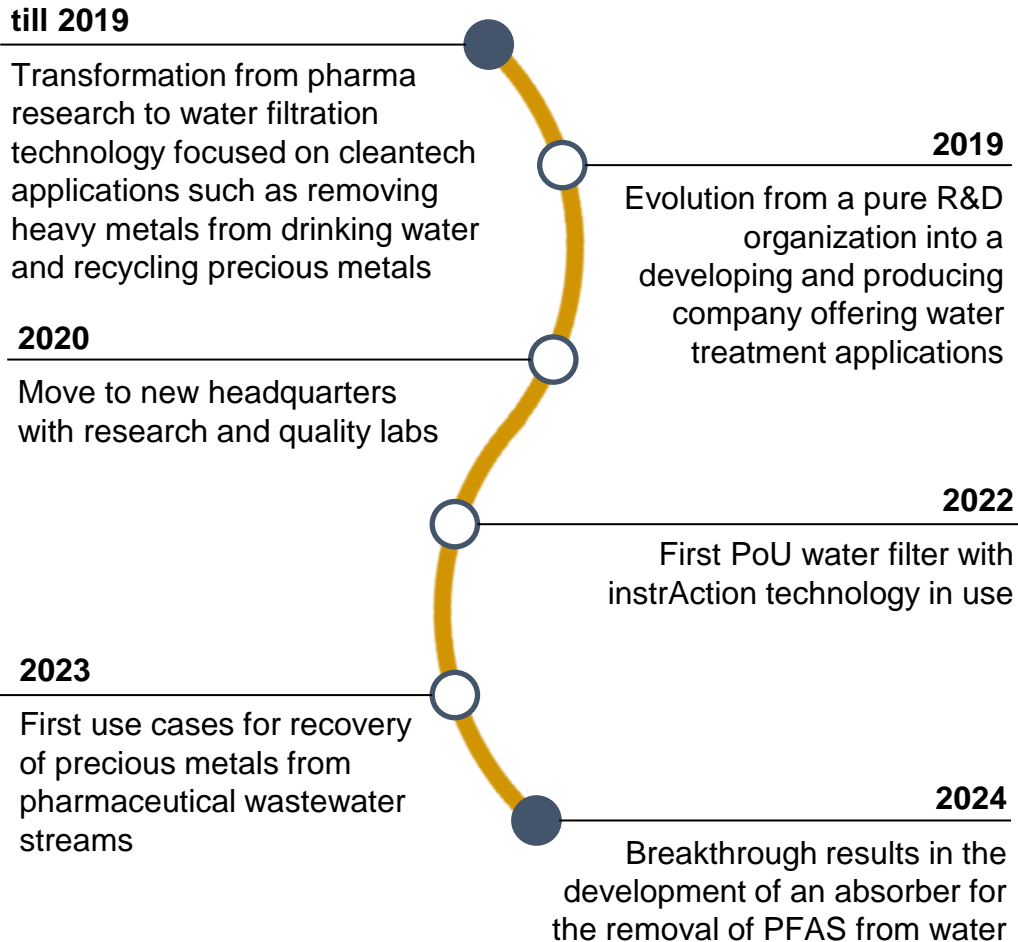 till 2019
Transformation from pharma
research to water filtration
technology focused on cleantech
applications such as removing
heavy metals from drinking water
and recycling precious metals
2019
Evolution from a pure R&D
organization into a
developing and producing
company offering water
treatment applications
2020
Move to new headquarters
with research and quality labs
2022
First PoU water filter with
instrAction technology in use
2023
First use cases for recovery
of precious metals from
pharmaceutical wastewater
streams
2024
Breakthrough results in the
development of an absorber for
the removal of PFAS from water